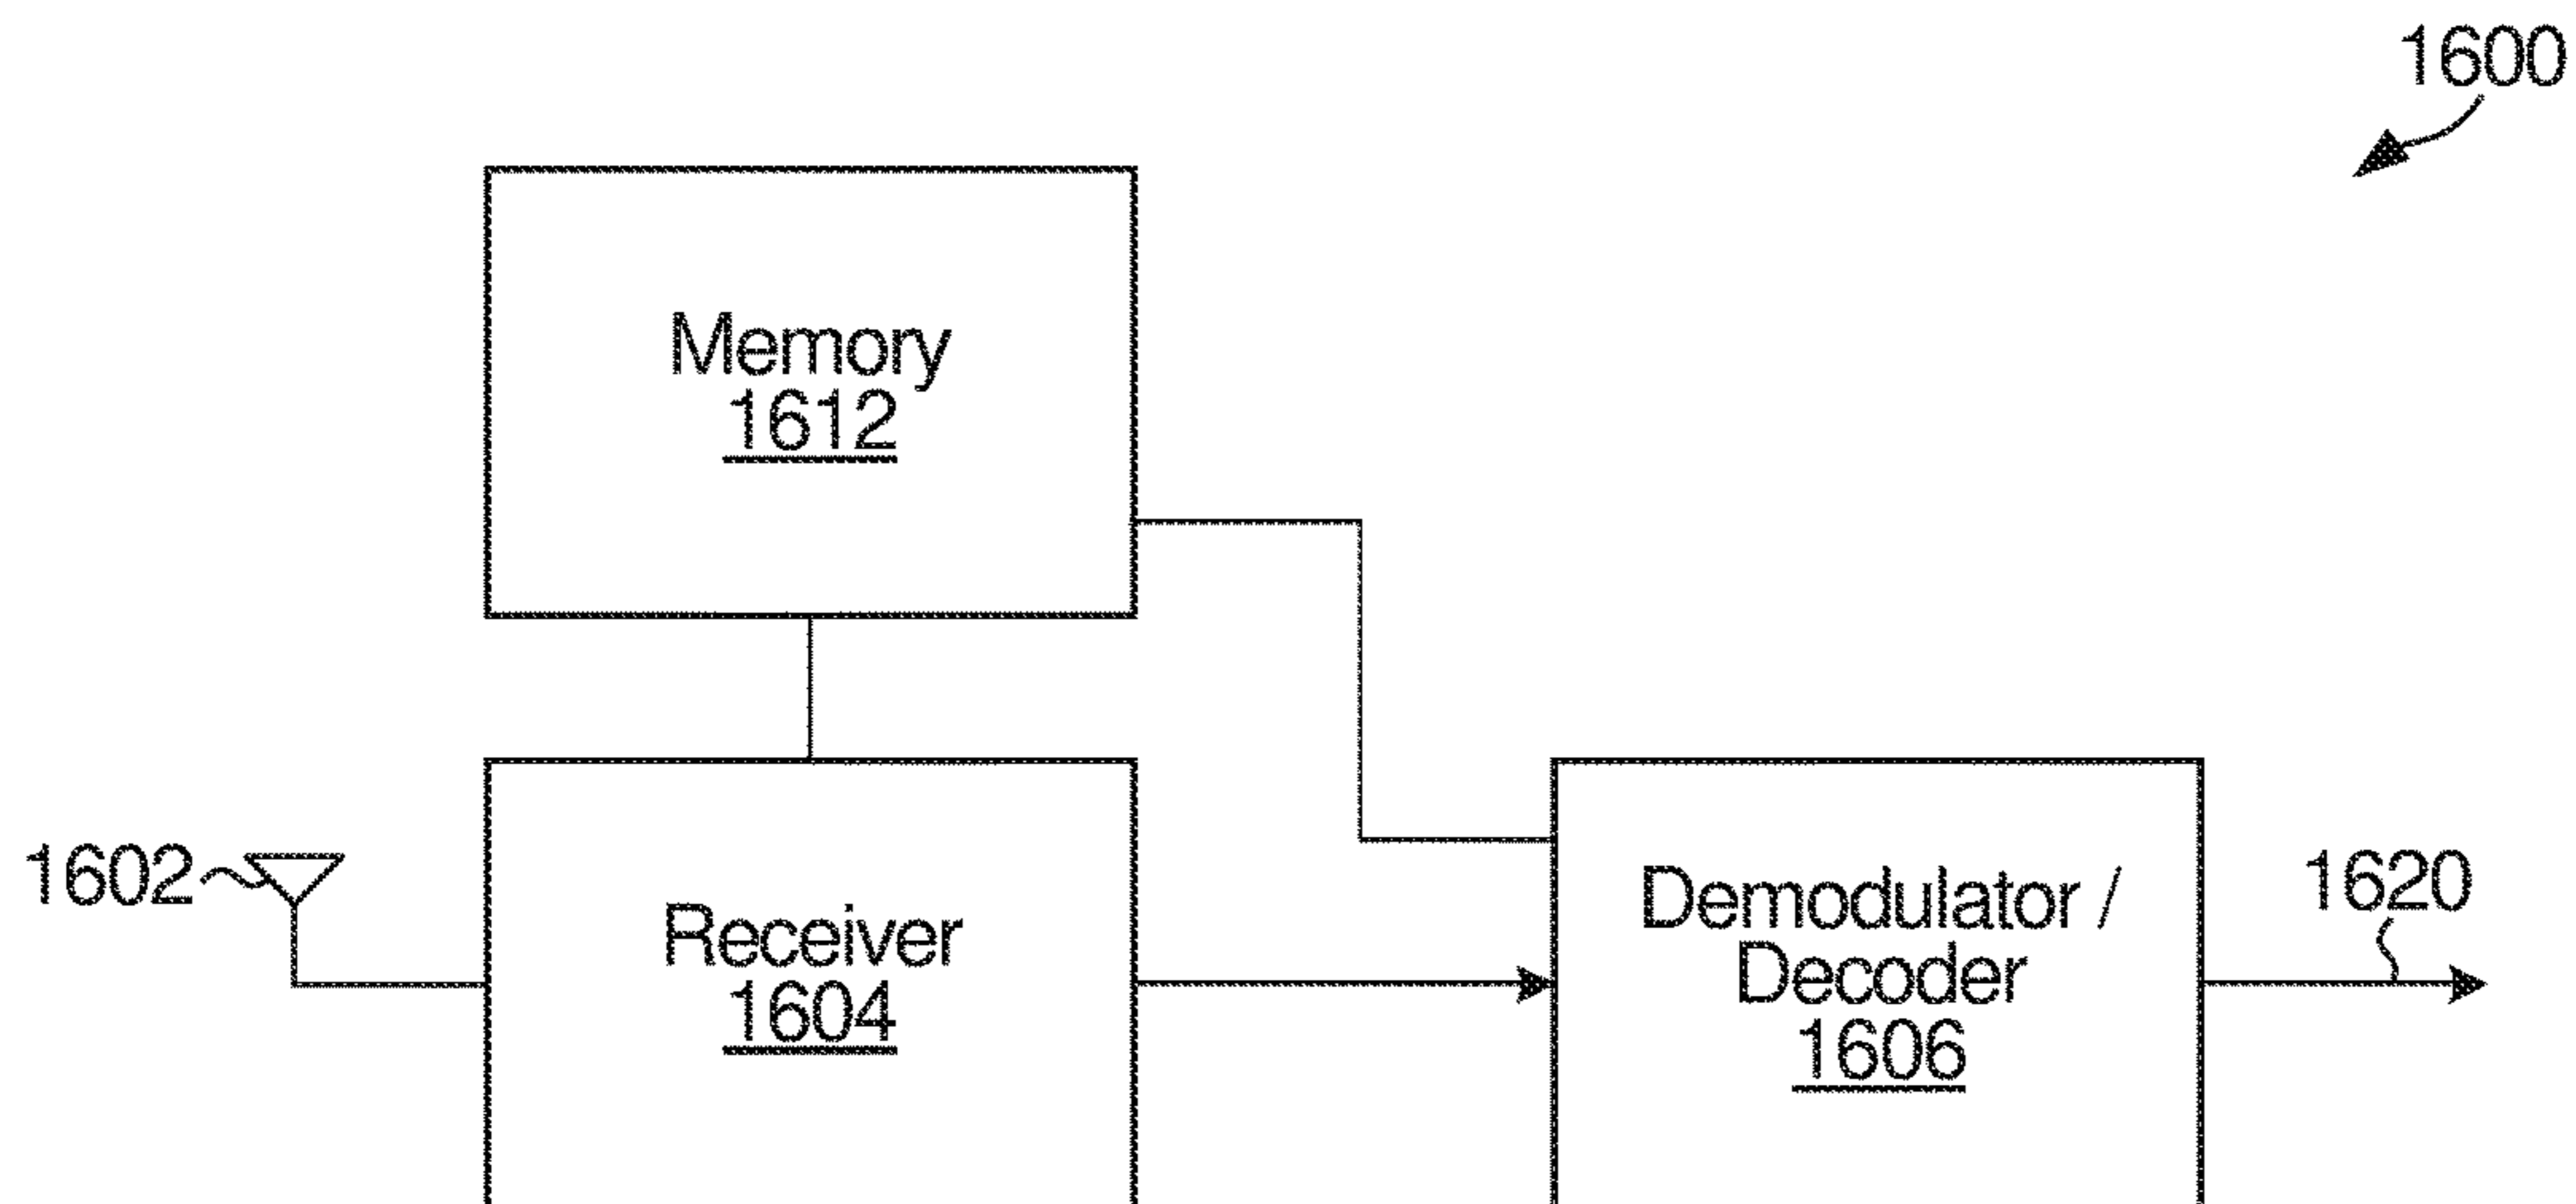 1600
Memory
1612
1602
Receiver
1604
Demodulator /
Decoder
1606
1620